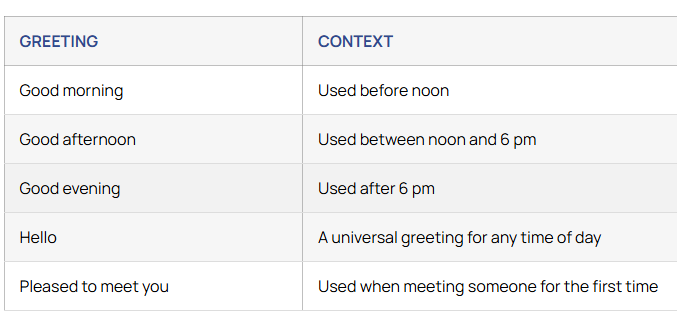 GREETING CONTEXT
Good morning Used before noon
Good afternoon Used between noon and 6 pm
Good evening Used after 6 pm
Hello A universal greeting for any time of day
Pleased to meet you Used when meeting someone for the first time